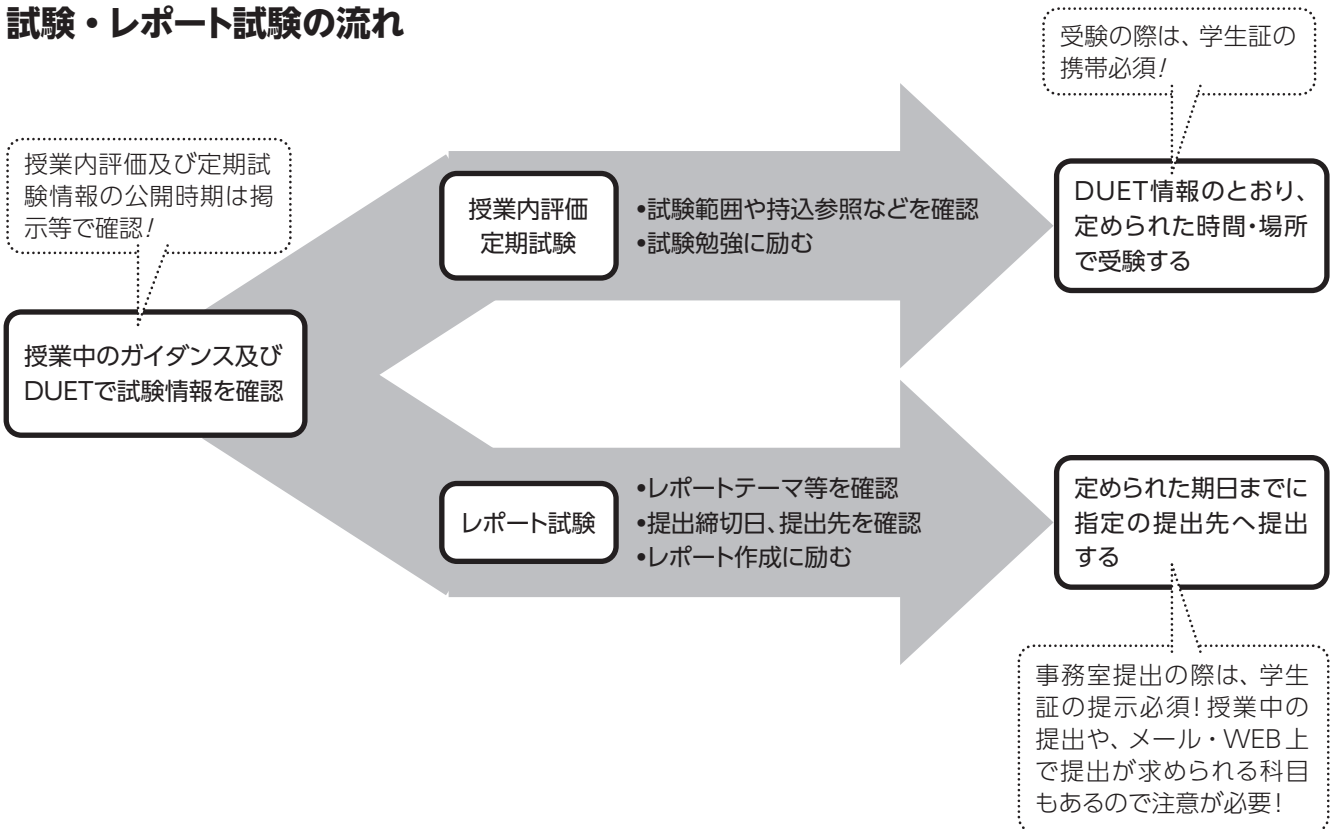 試験・レポート試験の流れ
授業内評価及び定期試
験情報の公開時期は掲
示等で確認!
授業中のガイダンス及び
DUETで試験情報を確認
授業内評価
定期試験
•試験範囲や持込参照などを確認
•試験勉強に励む
受験の際は、学生証の
携帯必須!
DUET情報のとおり、
定められた時間・場所
で受験する
レポート試験
•レポートテーマ等を確認
•提出締切日、提出先を確認
•レポート作成に励む
定められた期日までに
指定の提出先へ提出
する
事務室提出の際は、学生
証の提示必須!授業中の
提出や、メール・WEB上
で提出が求められる科目
もあるので注意が必要!